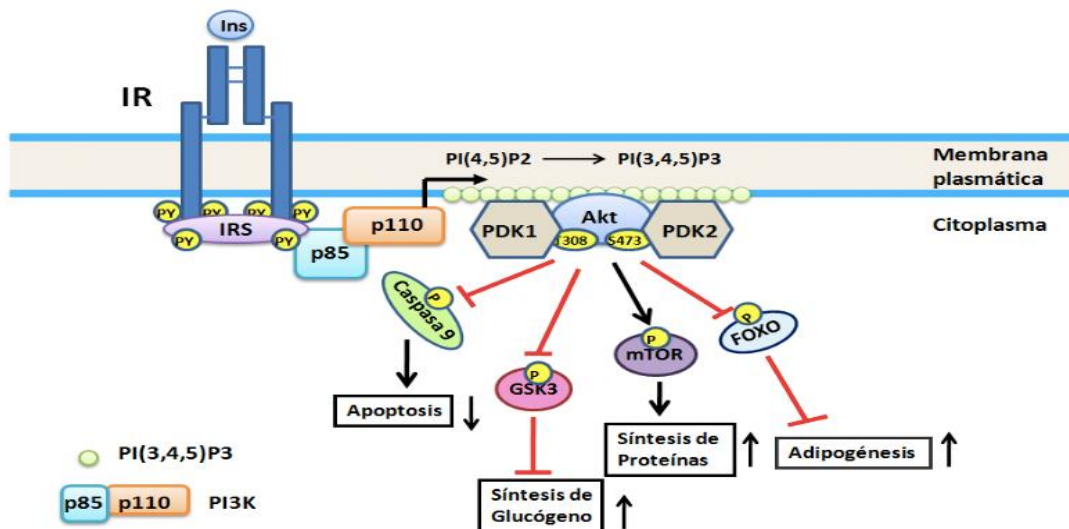 Ins
IR
PI(4,5)P2
PI(3,4,5)P3
Membrana
plasmática
PY
PY
PY
PY
IRS
PY
PY
p85
p110
PDK1
Akt
PDK2
T308
S473
Citoplasma
P
Caspasa 9
P
GSK3
P
mTOR
P
FOXO
Apoptosis
Síntesis de
Proteínas
Adipogénesis
Síntesis de
Glucógeno
PI(3,4,5)P3
p85
p110
PI3K